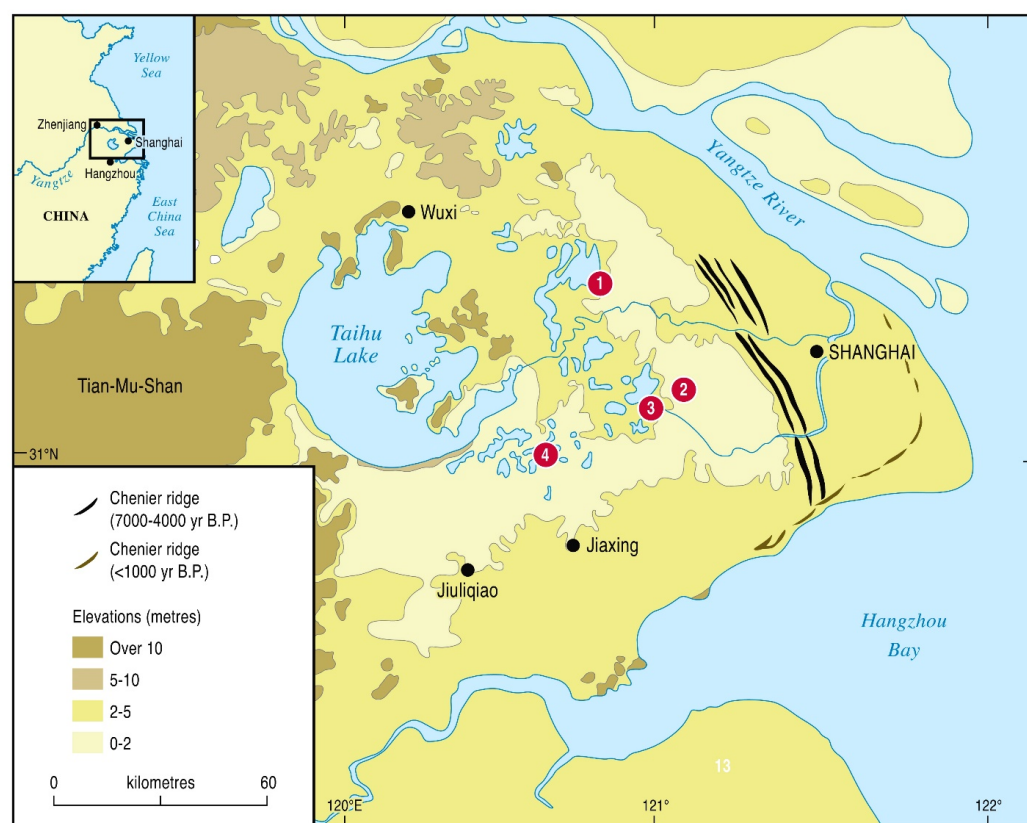 Yellow
Sea
Zhenjiang
Shanghai
Yangtze
Hangzhou
CHINA
East
China
Sea
Yangtze River
Wuxi
1
Taihu
Lake
SHANGHAI
Tian-Mu-Shan
2
3
31°N
4
Chenier ridge
(7000-4000 yr B.P.)
Chenier ridge
(<1000 yr B.P.)
Jiaxing
Jiuliqiao
Elevations (metres)
Over 10
5-10
2-5
0-2
Hangzhou
Bay
13
0 kilometres 60
120°E
121°
122°